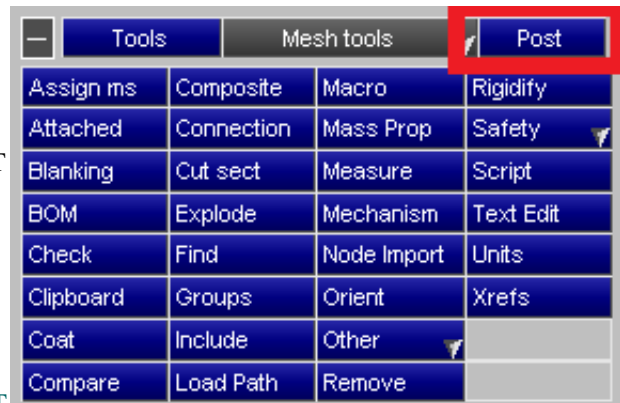 Tools Mesh tools Post
Assign ms Composite Macro Rigidify
Attached Connection Mass Prop Safety
T
Blanking Cut sect Measure Script
BOM Explode Mechanism Text Edit
Check Find Node Import Units
Clipboard Groups Orient Xrefs
Coat Include Other
Compare Load Path Remove
T